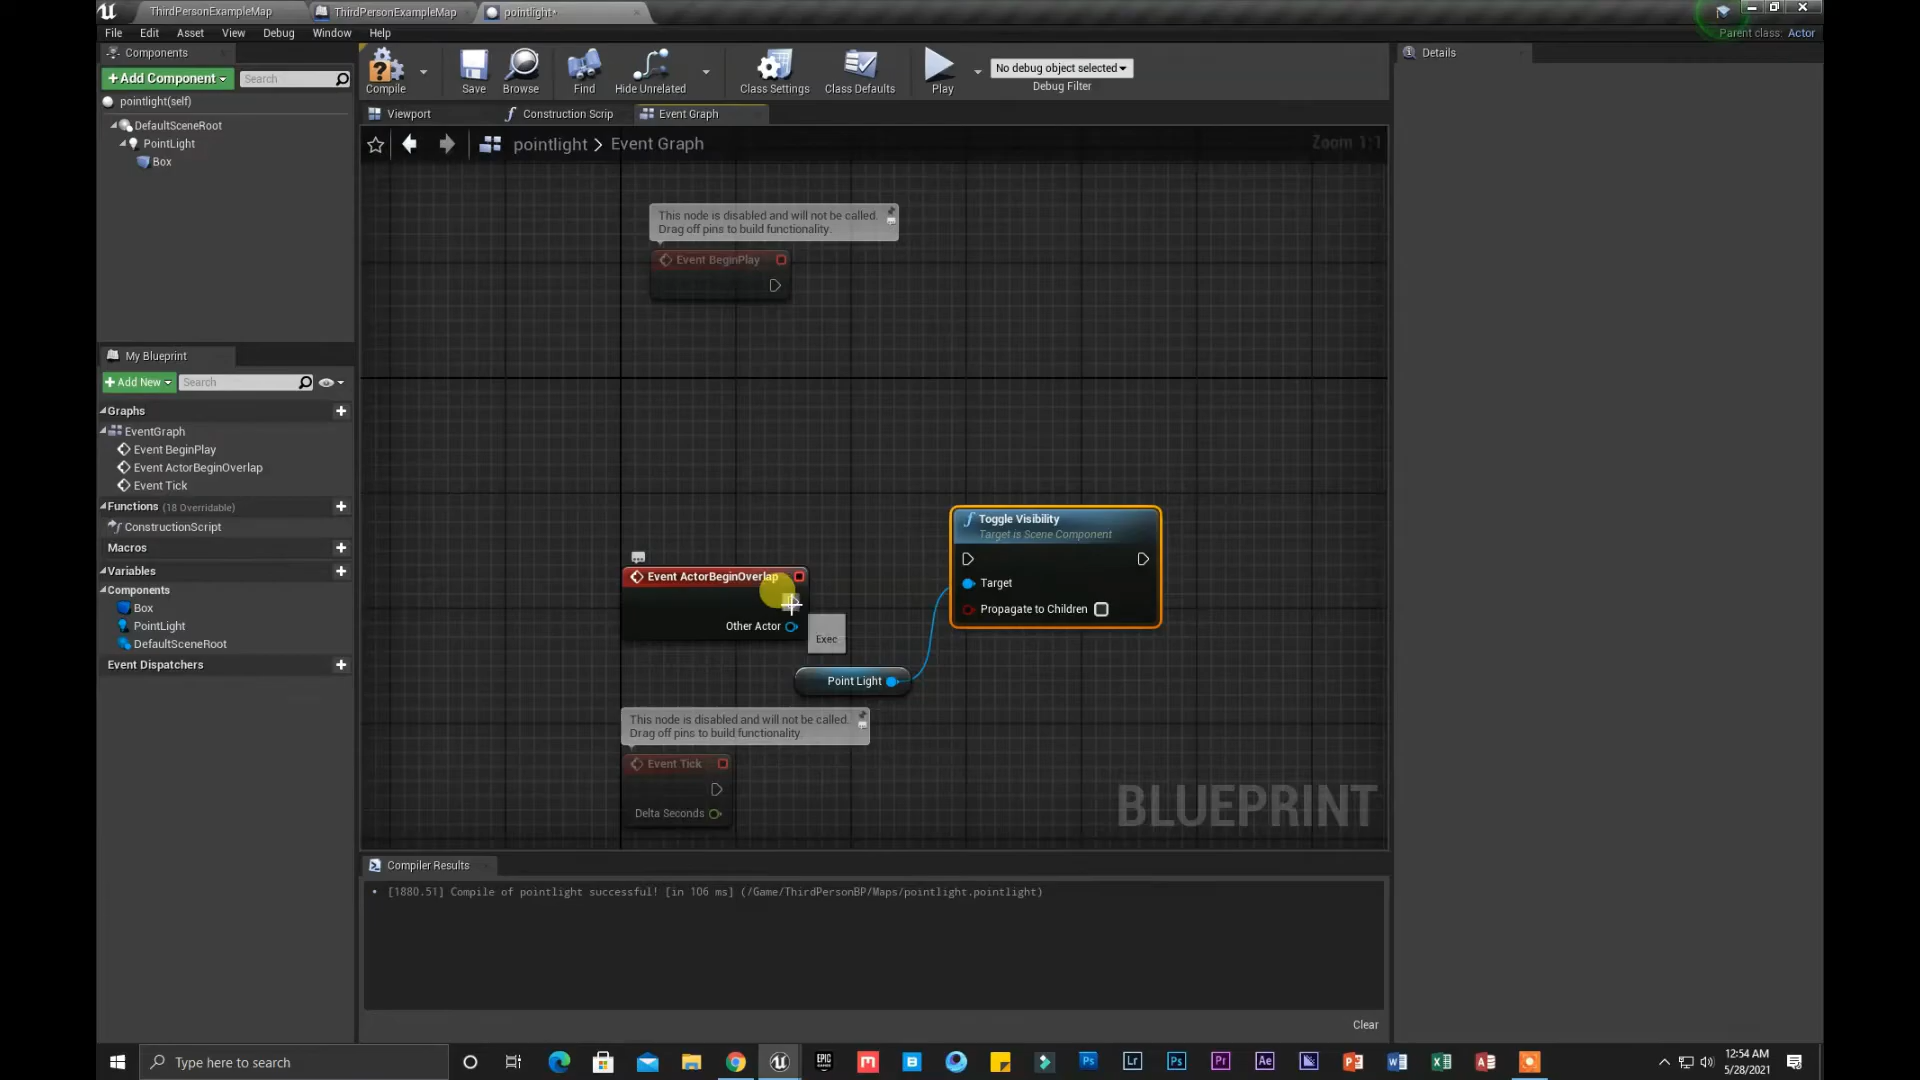 ThirdPersonExampleMap
ThirdPersonExampleMap
pointlight*
File Edit Asset View Debug Window Help
Parent class: Actor
Components
+Add Component
Search
pointlight(self)
DefaultSceneRoot
PointLight
Box
Compile
Save
Browse
Find
Hide Unrelated
Class Settings
Class Defaults
Play
No debug object selected
Debug Filter
Details
Viewport
Construction Scrip
Event Graph
pointlight > Event Graph
Zoom 1:1
This node is disabled and will not be called.
Drag off pins to build functionality.
Event BeginPlay
My Blueprint
+Add New
Search
Graphs
EventGraph
Event BeginPlay
Event ActorBeginOverlap
Event Tick
Functions (18 Overridable)
ConstructionScript
Macros
Variables
Components
Box
PointLight
DefaultSceneRoot
Event Dispatchers
Toggle Visibility
Target is Scene Component
Target
Propagate to Children
Event ActorBeginOverlap
Other Actor
Exec
Point Light
This node is disabled and will not be called.
Drag off pins to build functionality.
Event Tick
Delta Seconds
BLUEPRINT
Compiler Results
[1880.51] Compile of pointlight successful! [in 106 ms] (/Game/ThirdPersonBP/Maps/pointlight.pointlight)
Clear
Type here to search
12:54 AM
5/28/2021